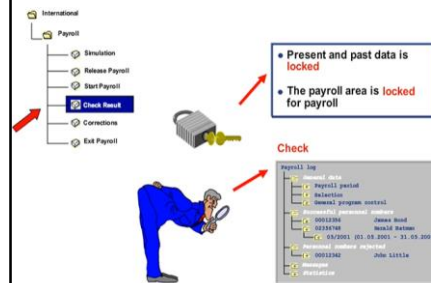 International
Payroll
Simulation
Release Payroll
Start Payroll
Check Result
Corrections
Exit Payroll
• Present and past data is
locked
• The payroll area is locked
for payroll
Check
Payroll log
General data
Payroll period
Selection
General program control
Successful personnel numbers
00012356 James Bond
02356748 Ronald Batman
05/2001 (01.05.2001 - 31.05.200
Personnel numbers rejected
00012342 John Little
Messages
Statistics